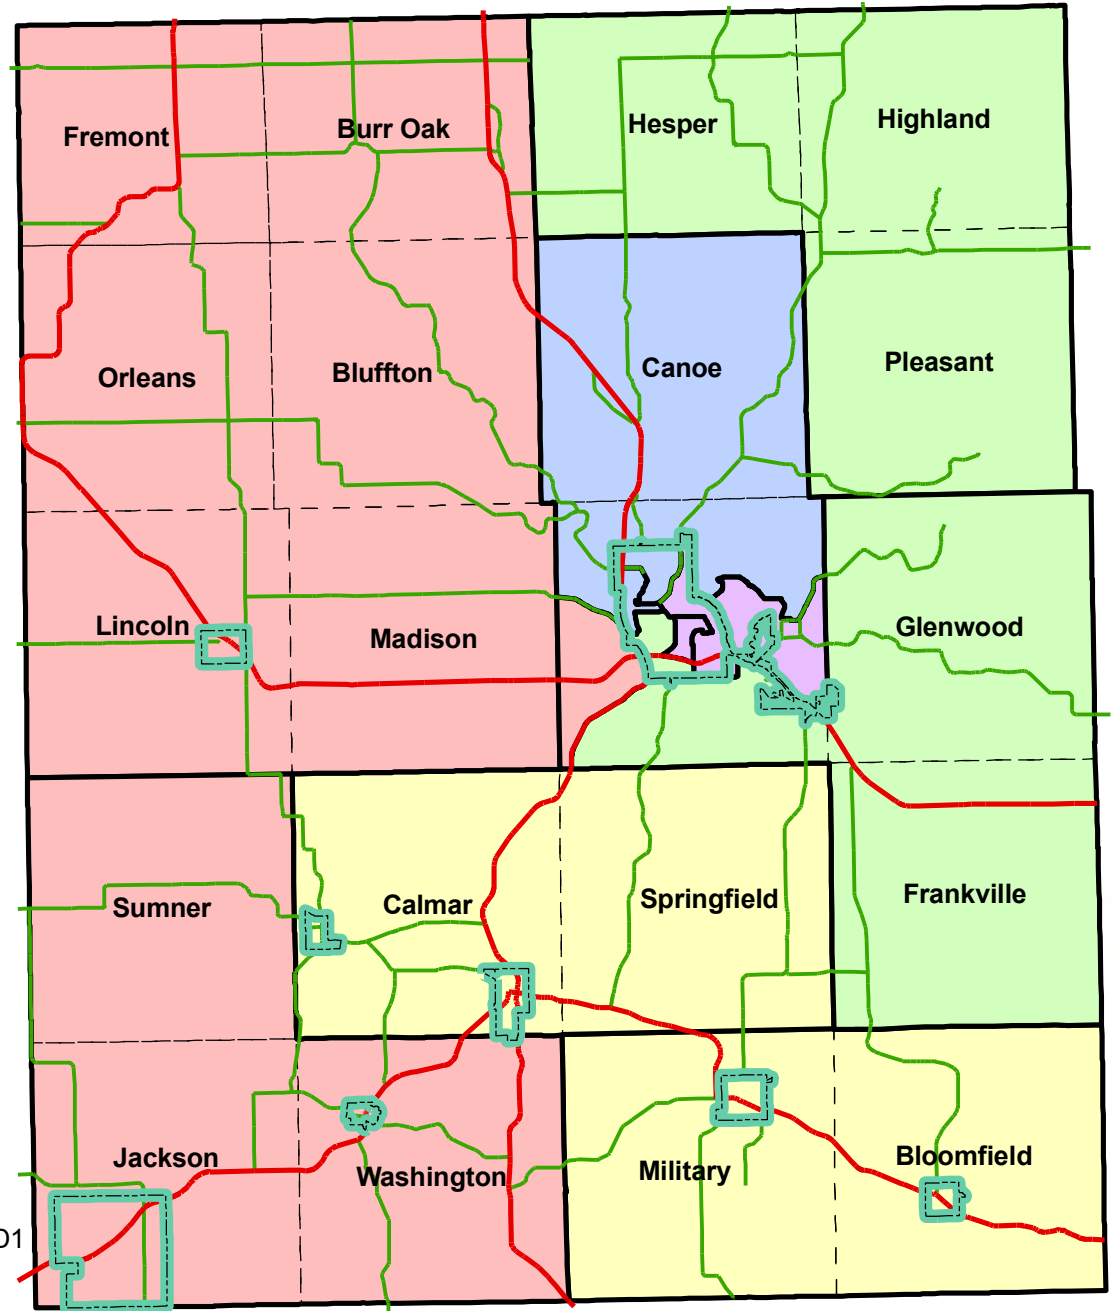 Fremont
Burr Oak
Hesper
Highland
Orleans
Bluffton
Canoe
Pleasant
Lincoln
Madison
Glenwood
Sumner
Calmar
Springfield
Frankville
Jackson
Washington
Military
Bloomfield
01